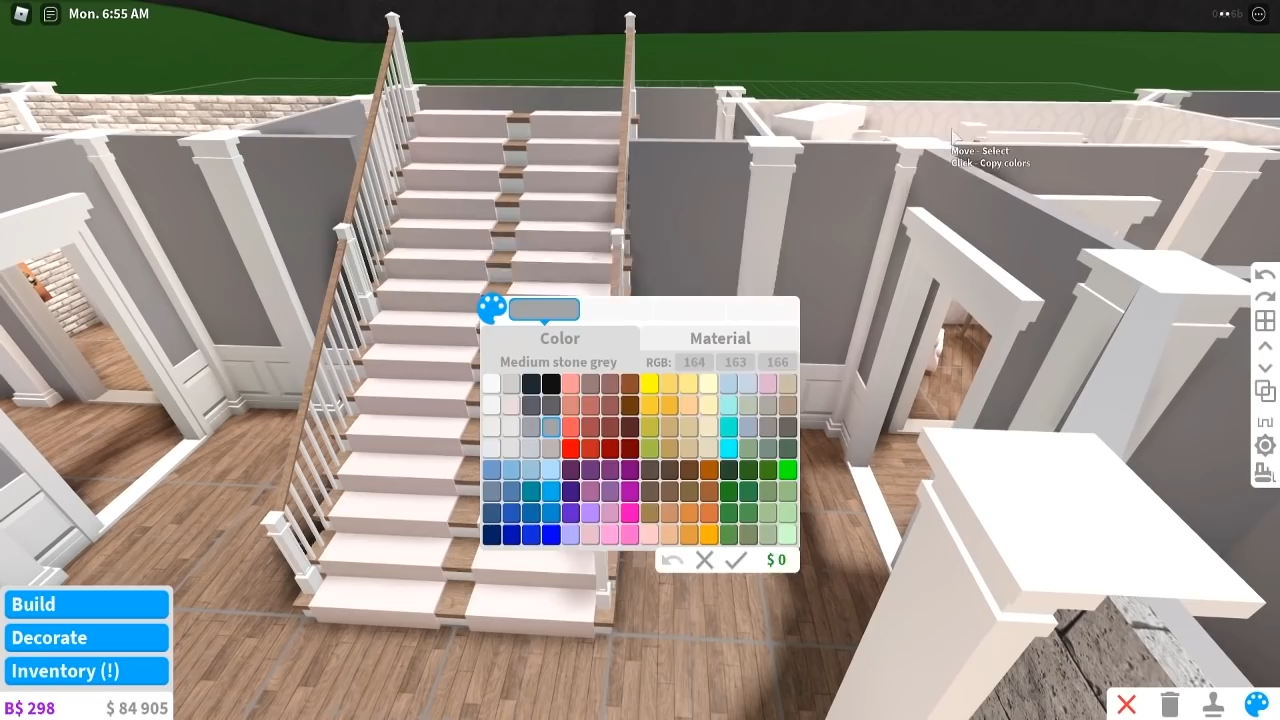 Mon. 6:55 AM
Move - Select
Click - Copy colors
Color
Material
Medium stone grey
RGB: 164 163 166
$ 0
Build
Decorate
Inventory (!)
B$ 298
$ 84 905